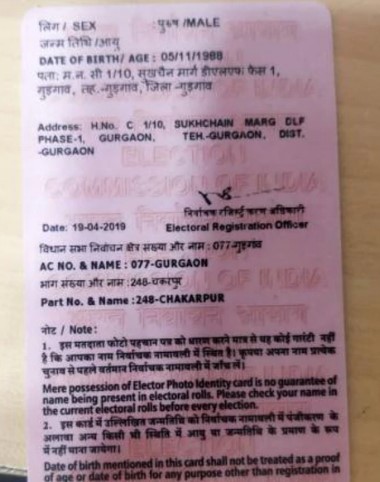 लिंग / SEX : पुरुष /MALE
जन्म तिथि /आयु
DATE OF BIRTH/ AGE : 05/11/1988
पता: म.न. सी 1/10, सुखचैन मार्ग डीएलएफ फेस 1,
गुड़गांव, तह.-गुड़गांव, जिला -गुड़गांव
Address: H.No. C 1/10, SUKHCHAIN MARG DLF
PHASE-1, GURGAON, TEH.-GURGAON, DIST.
-GURGAON
ELECTION
COMMISSION OF INDIA
निर्वाचक रजिस्ट्रीकरण अधिकारी
Date: 19-04-2019 Electoral Registration Officer
विधान सभा निर्वाचन क्षेत्र संख्या और नाम : 077-गुड़गांव
AC NO. & NAME : 077-GURGAON
भाग संख्या और नाम : 248-चकरपुर
Part No. & Name :248-CHAKARPUR
नोट / Note :
1. इस मतदाता फोटो पहचान पत्र को धारण करने मात्र से यह कोई गारंटी नहीं
है कि आपका नाम निर्वाचक नामावली में स्थित है। कृपया अपना नाम प्रत्येक
चुनाव से पहले वर्तमान निर्वाचक नामावली में जाँच लें।
Mere possession of Elector Photo Identity card is no guarantee of
name being present in electoral rolls. Please check your name in
the current electoral rolls before every election.
2. इस कार्ड में उल्लिखित जन्मतिथि को निर्वाचक नामावली में पंजीकरण के
अलावा अन्य किसी भी स्थिति में आयु या जन्मतिथि के प्रमाण के रूप
में नहीं माना जायेगा।
Date of birth mentioned in this card shall not be treated as a proof
of age or date of birth for any purpose other than registration in